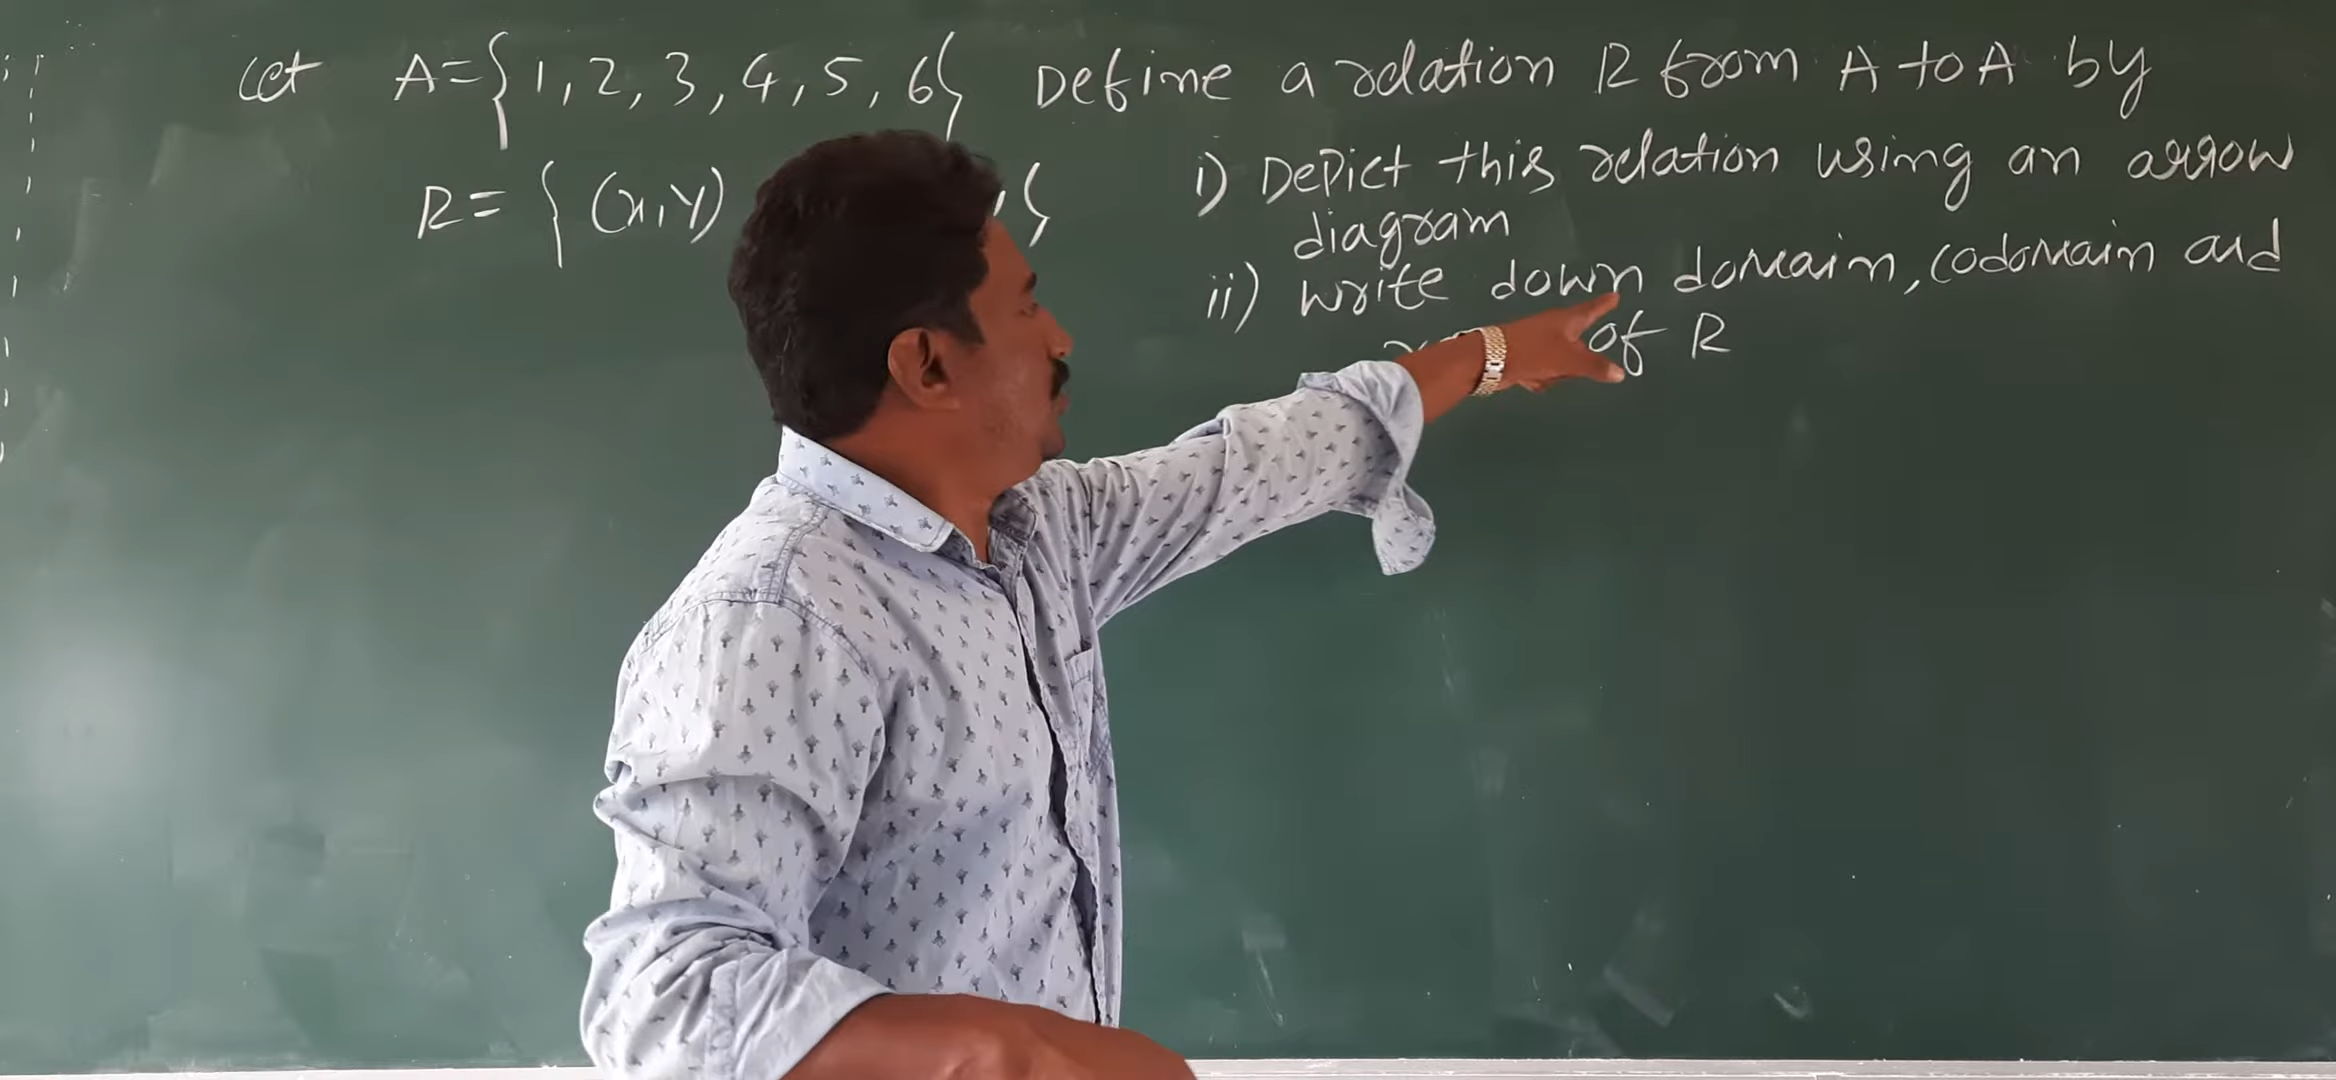 Let A={1,2,3,4,5,6} Define a relation R from A to A by
R= { (x,y) }
i) Depict this relation using an arrow
diagram
ii) write down domain, codomain and
of R